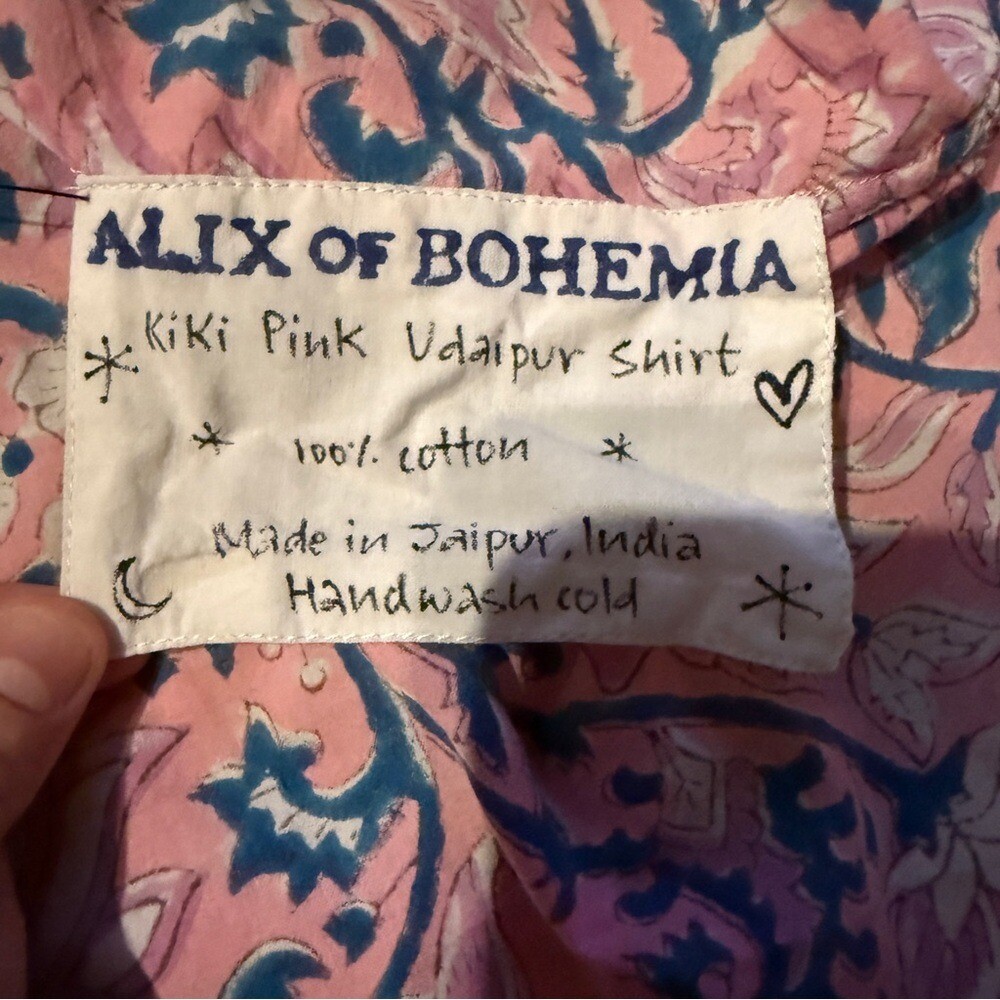 ALIX OF BOHEMIA
Kiki Pink Udaipur Shirt
100% cotton
Made in Jaipur, India
Handwash cold